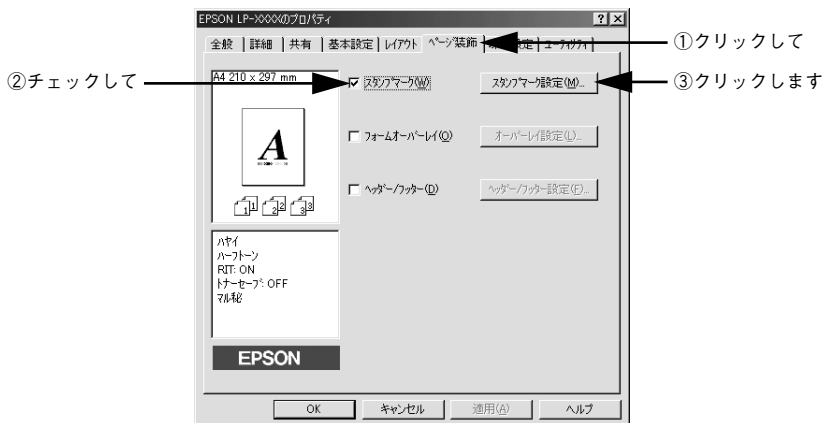 EPSON LP-XXXXのプロパティ
全般 詳細 共有 基本設定 レイアウト ページ装飾
①クリックして
②チェックして
A4 210 x 297 mm
スタンプマーク(W)
スタンプマーク設定(M)...
③クリックします
A
フォームオーバーレイ(O)
オーバーレイ設定(L)...
1 1 2 2 3 3
ヘッダー/フッター(D)
ヘッダー/フッター設定(F)...
ハヤイ
ハーフトーン
RIT: ON
トナーセーブ: OFF
マル秘
EPSON
OK キャンセル 適用(A) ヘルプ